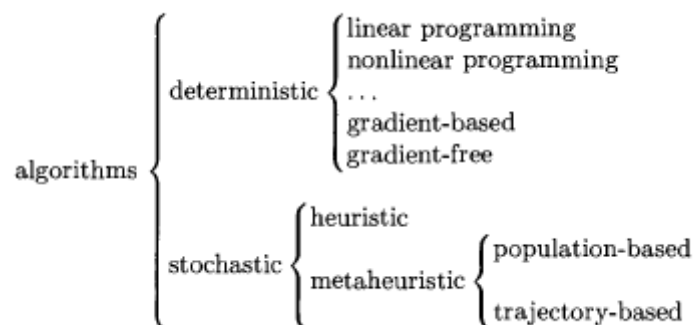 linear programming
nonlinear programming
deterministic
...
gradient-based
gradient-free
algorithms
heuristic
population-based
stochastic
metaheuristic
trajectory-based